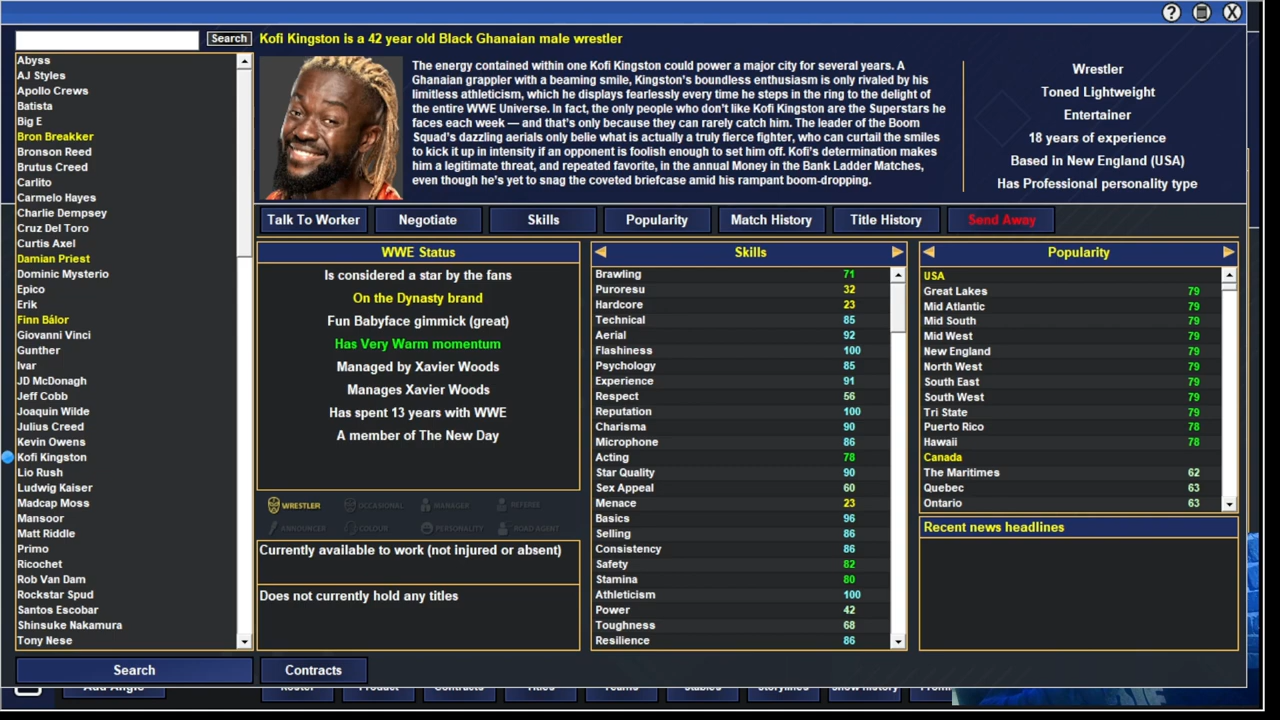 ?
X
Search
Kofi Kingston is a 42 year old Black Ghanaian male wrestler
Abyss
AJ Styles
Apollo Crews
Batista
Big E
Bron Breakker
Bronson Reed
Brutus Creed
Carlito
Carmelo Hayes
Charlie Dempsey
Cruz Del Toro
Curtis Axel
Damian Priest
Dominic Mysterio
Epico
Erik
Finn Bálor
Giovanni Vinci
Gunther
Ivar
JD McDonagh
Jeff Cobb
Joaquin Wilde
Julius Creed
Kevin Owens
Kofi Kingston
Lio Rush
Ludwig Kaiser
Madcap Moss
Mansoor
Matt Riddle
Primo
Ricochet
Rob Van Dam
Rockstar Spud
Santos Escobar
Shinsuke Nakamura
Tony Nese
Search
The energy contained within one Kofi Kingston could power a major city for several years. A
Ghanaian grappler with a beaming smile, Kingston's boundless enthusiasm is only rivaled by his
limitless athleticism, which he displays fearlessly every time he steps in the ring to the delight of
the entire WWE Universe. In fact, the only people who don't like Kofi Kingston are the Superstars he
faces each week — and that's only because they can rarely catch him. The leader of the Boom
Squad's dazzling aerials only belie what is actually a truly fierce fighter, who can curtail the smiles
to kick it up in intensity if an opponent is foolish enough to set him off. Kofi's determination makes
him a legitimate threat, and repeated favorite, in the annual Money in the Bank Ladder Matches,
even though he's yet to snag the coveted briefcase amid his rampant boom-dropping.
Wrestler
Toned Lightweight
Entertainer
18 years of experience
Based in New England (USA)
Has Professional personality type
Talk To Worker
Negotiate
Skills
Popularity
Match History
Title History
Send Away
WWE Status
Is considered a star by the fans
On the Dynasty brand
Fun Babyface gimmick (great)
Has Very Warm momentum
Managed by Xavier Woods
Manages Xavier Woods
Has spent 13 years with WWE
A member of The New Day
WRESTLER OCCASIONAL MANAGER REFEREE
ANNOUNCER COLOUR PERSONALITY ROAD AGENT
Currently available to work (not injured or absent)
Does not currently hold any titles
Contracts
Skills
Brawling 71
Puroresu 32
Hardcore 23
Technical 85
Aerial 92
Flashiness 100
Psychology 85
Experience 91
Respect 56
Reputation 100
Charisma 90
Microphone 86
Acting 78
Star Quality 90
Sex Appeal 60
Menace 23
Basics 96
Selling 86
Consistency 86
Safety 82
Stamina 80
Athleticism 100
Power 42
Toughness 68
Resilience 86
Popularity
USA
Great Lakes 79
Mid Atlantic 79
Mid South 79
Mid West 79
New England 79
North West 79
South East 79
South West 79
Tri State 79
Puerto Rico 78
Hawaii 78
Canada
The Maritimes 62
Quebec 63
Ontario 63
Recent news headlines
Add Angle Roster Product Contracts Titles Teams Stables Storylines Show History